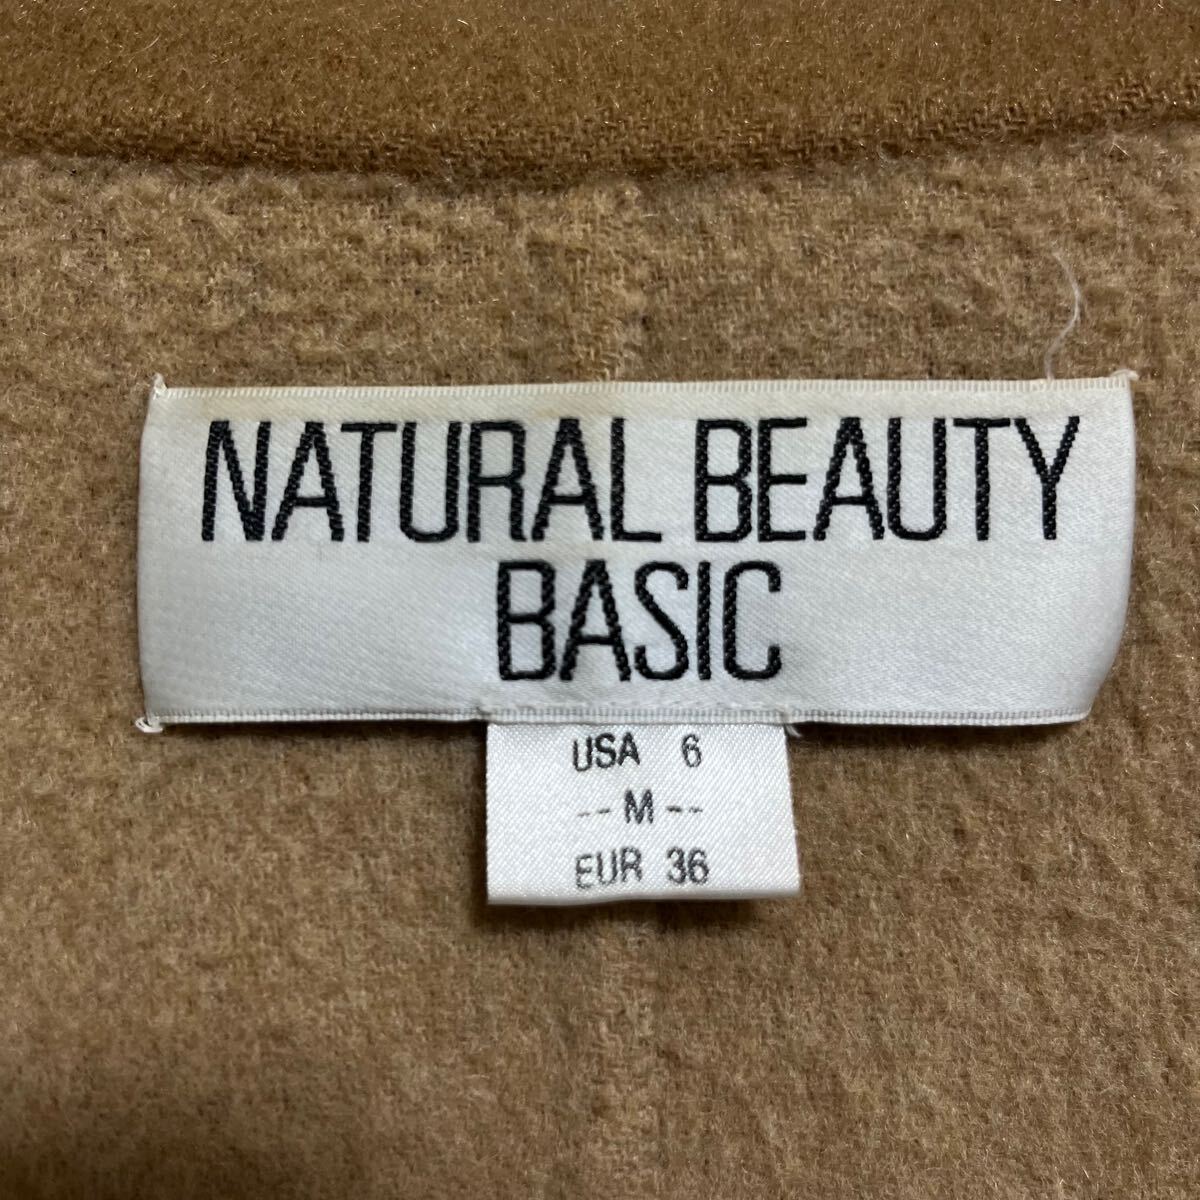 NATURAL BEAUTY
BASIC
USA 6
-- M --
EUR 36